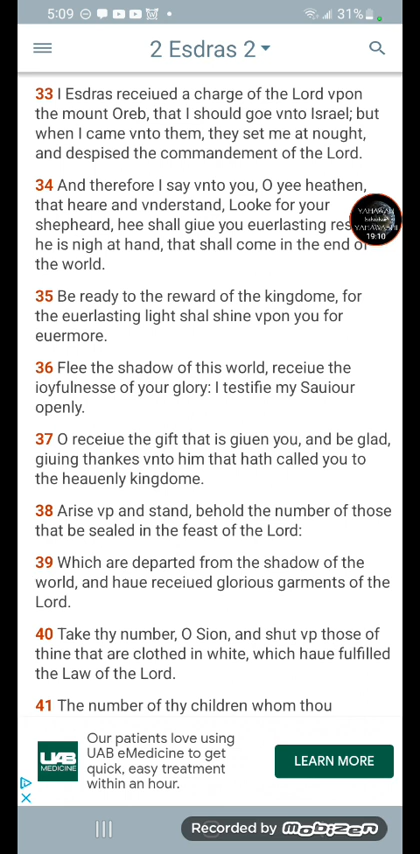 5:09
31%
2 Esdras 2
33 I Esdras receiued a charge of the Lord vpon
the mount Oreb, that I should goe vnto Israel; but
when I came vnto them, they set me at nought,
and despised the commandement of the Lord.
34 And therefore I say vnto you, O yee heathen,
that heare and vnderstand, Looke for your
shepheard, hee shall giue you euerlasting
he is nigh at hand, that shall come in the end of
the world.
YAHAWAH
YAHAWASHI
19:10
35 Be ready to the reward of the kingdome, for
the euerlasting light shal shine vpon you for
euermore.
36 Flee the shadow of this world, receiue the
ioyfulnesse of your glory: I testifie my Sauiour
openly.
37 O receiue the gift that is giuen you, and be glad,
giuing thankes vnto him that hath called you to
the heauenly kingdome.
38 Arise vp and stand, behold the number of those
that be sealed in the feast of the Lord:
39 Which are departed from the shadow of the
world, and haue receiued glorious garments of the
Lord.
40 Take thy number, O Sion, and shut vp those of
thine that are clothed in white, which haue fulfilled
the Law of the Lord.
41 The number of thy children whom thou
UAB
MEDICINE
Our patients love using
UAB eMedicine to get
quick, easy treatment
within an hour.
LEARN MORE
Recorded by mobizen